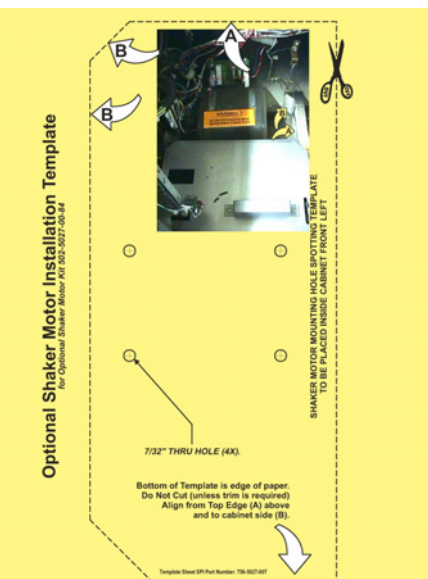 Optional Shaker Motor Installation Template
for Optional Shaker Motor Kit 502-5027-00-84
B
A
B
SHAKER MOTOR MOUNTING HOLE SPOTTING TEMPLATE
TO BE PLACED INSIDE CABINET FRONT LEFT
7/32" THRU HOLE (4X).
Bottom of Template is edge of paper.
Do Not Cut (unless trim is required)
Align from Top Edge (A) above
and to cabinet side (B).
Template Sheet SPI Part Number: 756-5027-00T